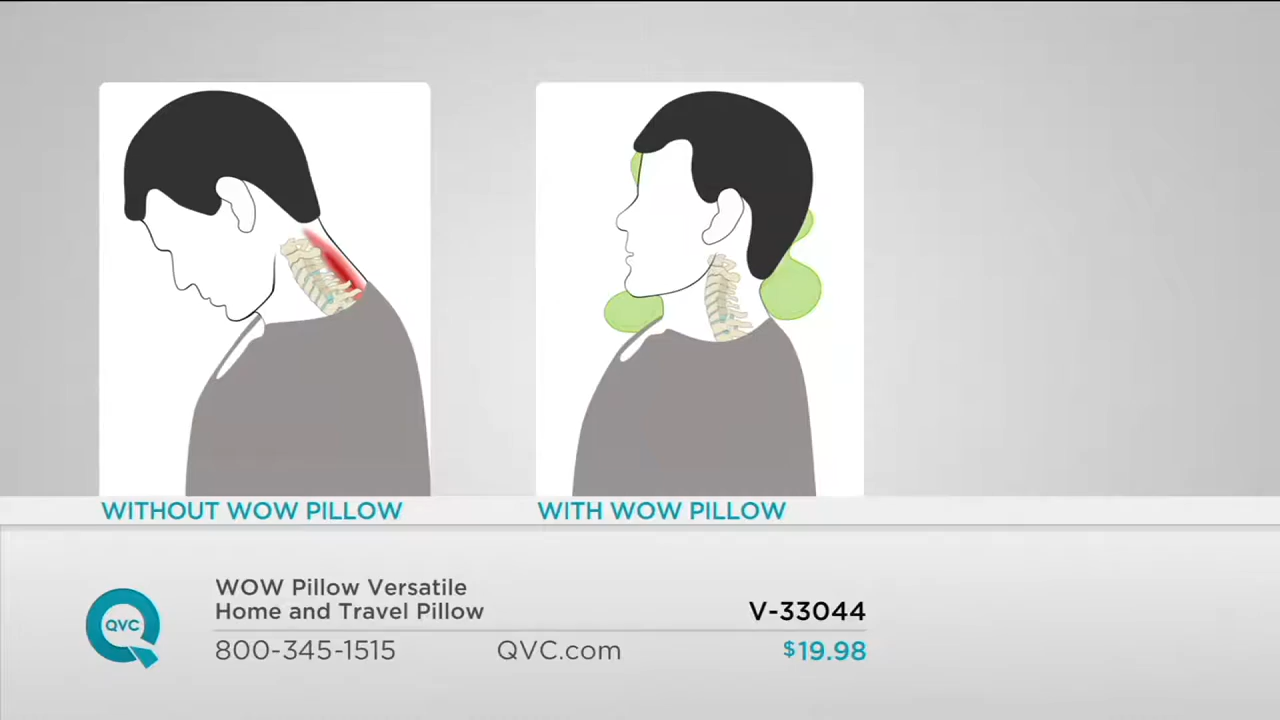 WITHOUT WOW PILLOW
WITH WOW PILLOW
QVC
WOW Pillow Versatile
Home and Travel Pillow
V-33044
800-345-1515
QVC.com
$19.98